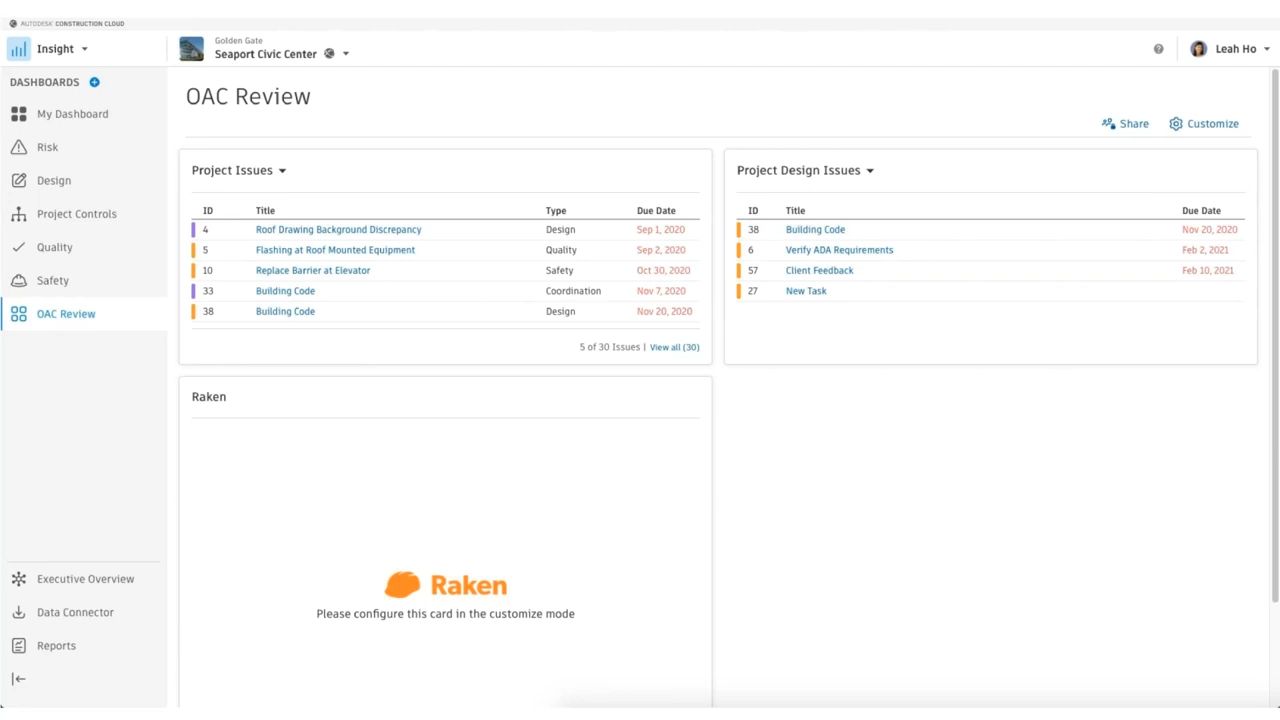 AUTODESK CONSTRUCTION CLOUD
Insight
Golden Gate
Seaport Civic Center
Leah Ho
DASHBOARDS
My Dashboard
Risk
Design
Project Controls
Quality
Safety
OAC Review
Executive Overview
Data Connector
Reports
OAC Review
Share
Customize
Project Issues
ID Title Type Due Date
4 Roof Drawing Background Discrepancy Design Sep 1, 2020
5 Flashing at Roof Mounted Equipment Quality Sep 2, 2020
10 Replace Barrier at Elevator Safety Oct 30, 2020
33 Building Code Coordination Nov 7, 2020
38 Building Code Design Nov 20, 2020
5 of 30 Issues | View all (30)
Project Design Issues
ID Title Due Date
38 Building Code Nov 20, 2020
6 Verify ADA Requirements Feb 2, 2021
57 Client Feedback Feb 10, 2021
27 New Task
Raken
Raken
Please configure this card in the customize mode